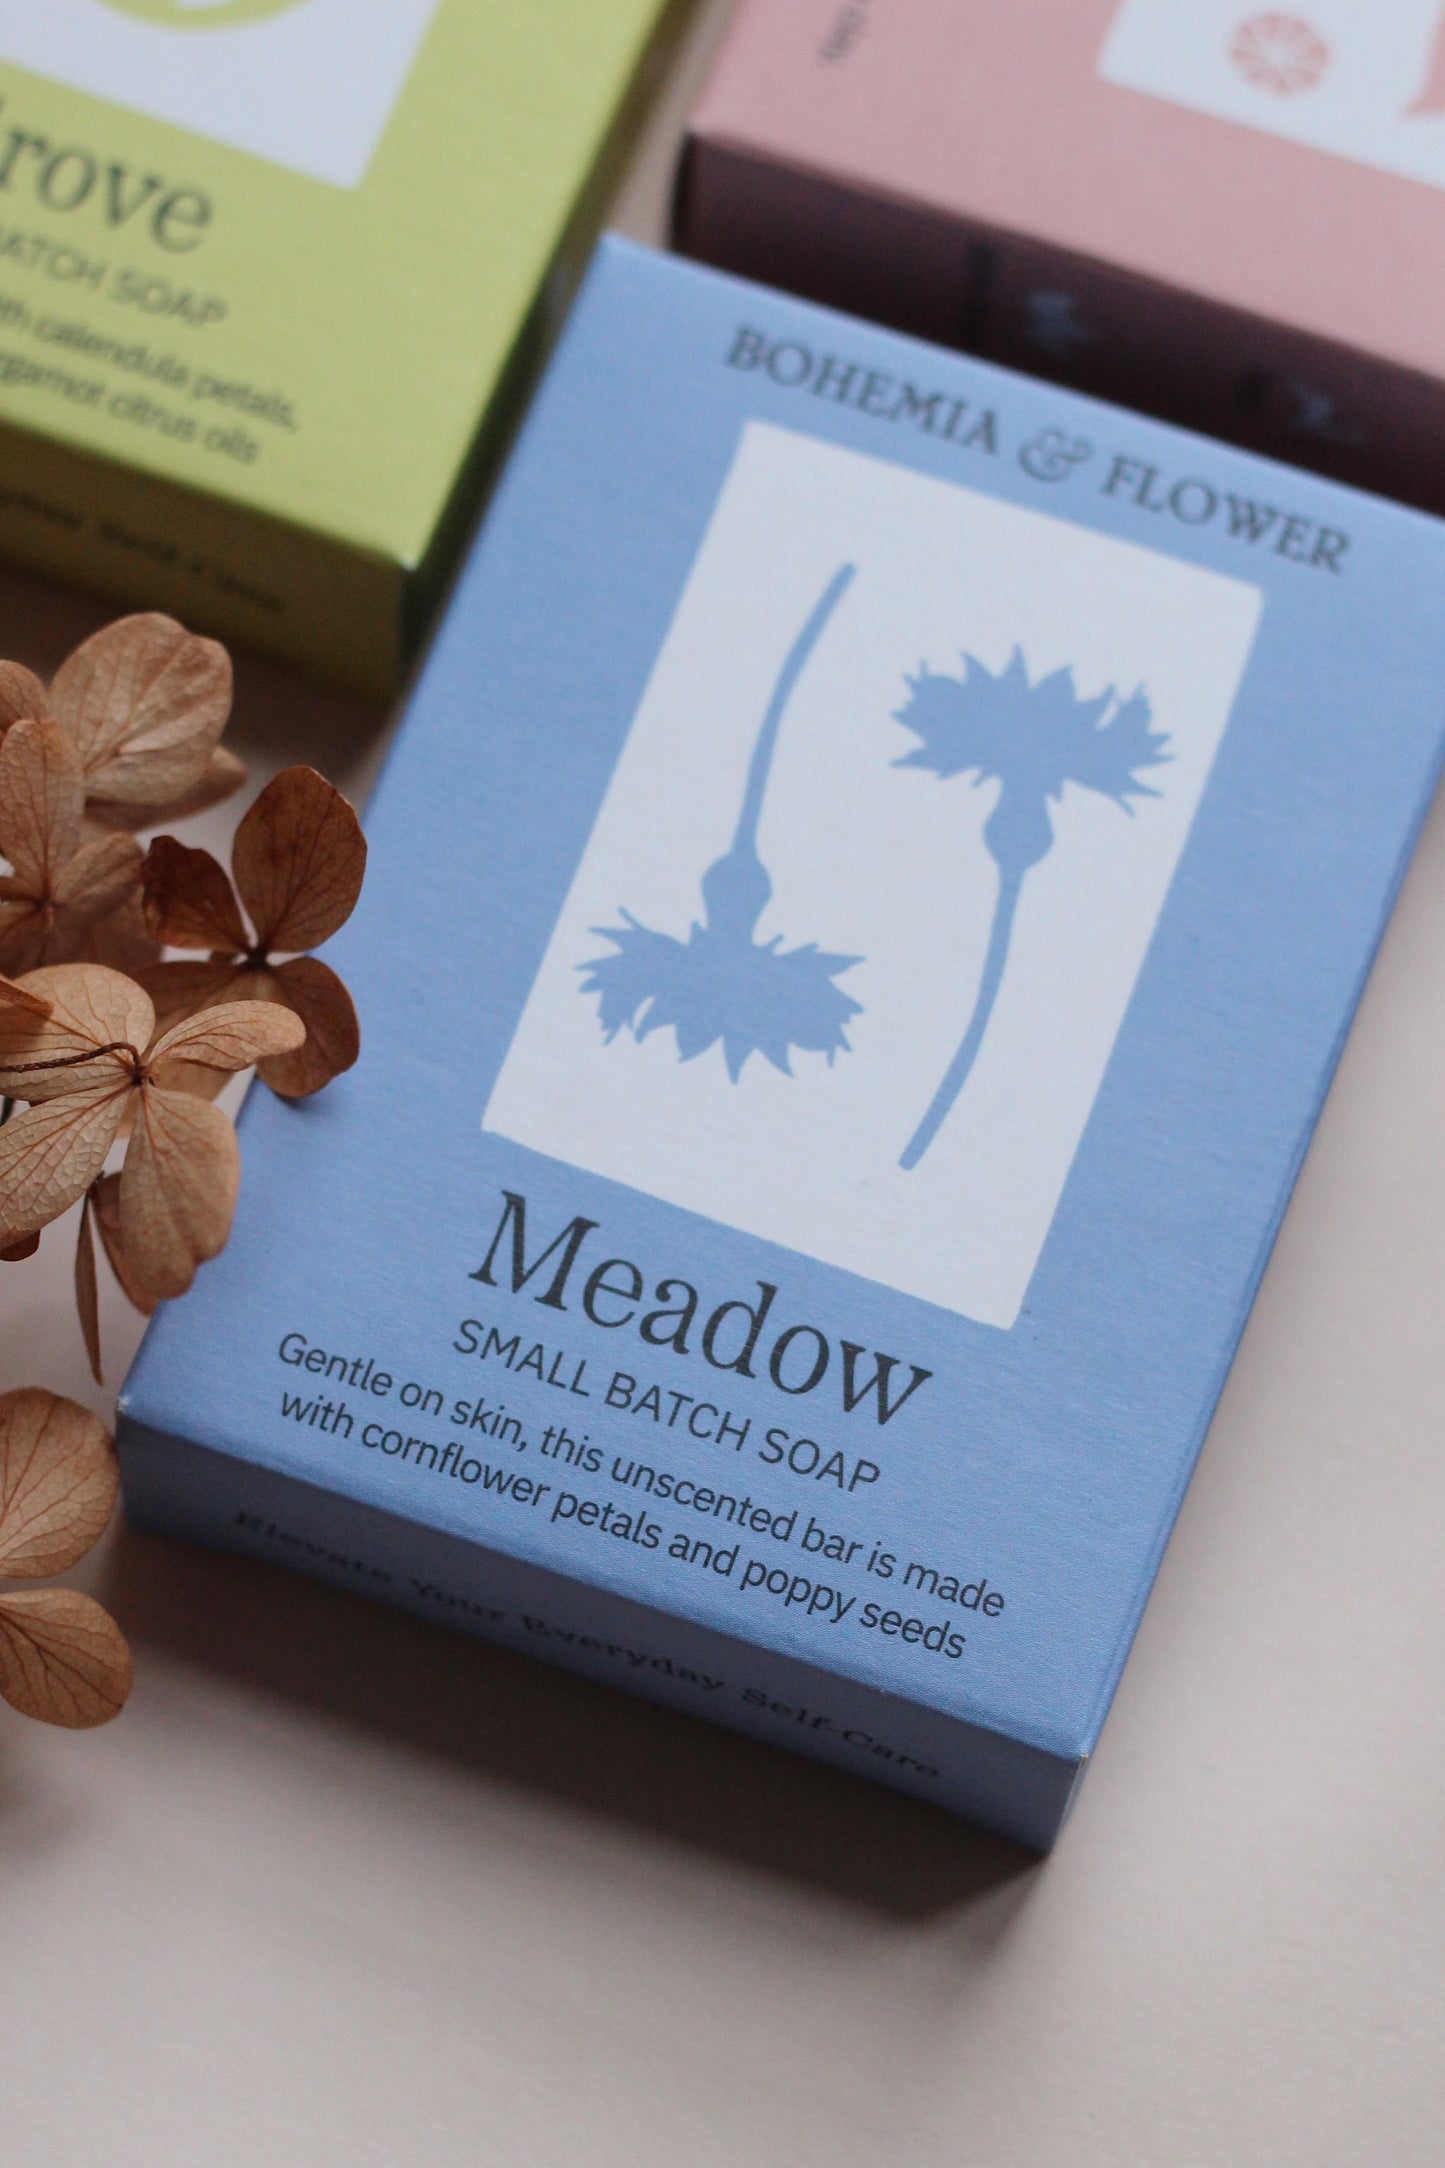 rove
BATCH SOAP
calendula petals,
citrus oils
BOHEMIA & FLOWER
Meadow
SMALL BATCH SOAP
Gentle on skin, this unscented bar is made
with cornflower petals and poppy seeds
Elevate Your Everyday Self-Care